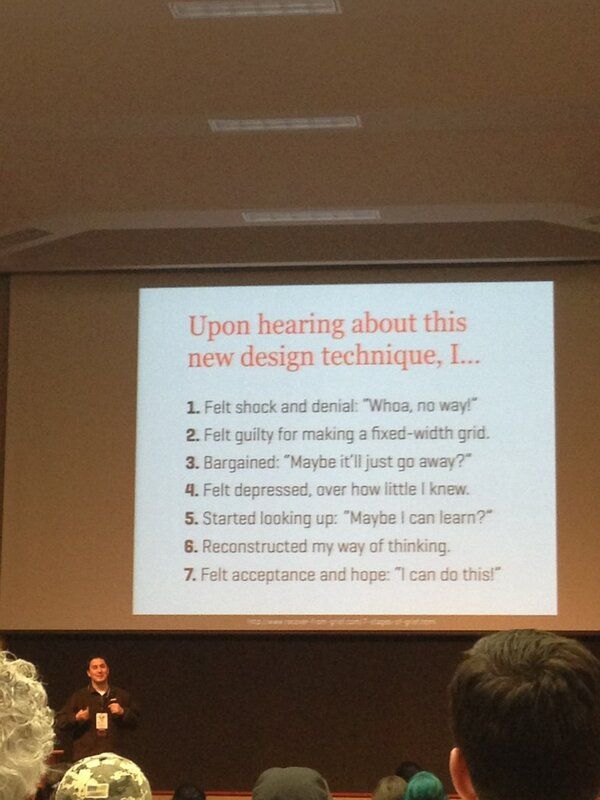 Upon hearing about this
new design technique, I...
1. Felt shock and denial: "Whoa, no way!"
2. Felt guilty for making a fixed-width grid.
3. Bargained: "Maybe it'll just go away?"
4. Felt depressed, over how little I knew.
5. Started looking up: "Maybe I can learn?"
6. Reconstructed my way of thinking.
7. Felt acceptance and hope: "I can do this!"
http://www.recover-from-grief.com/7-stages-of-grief.html